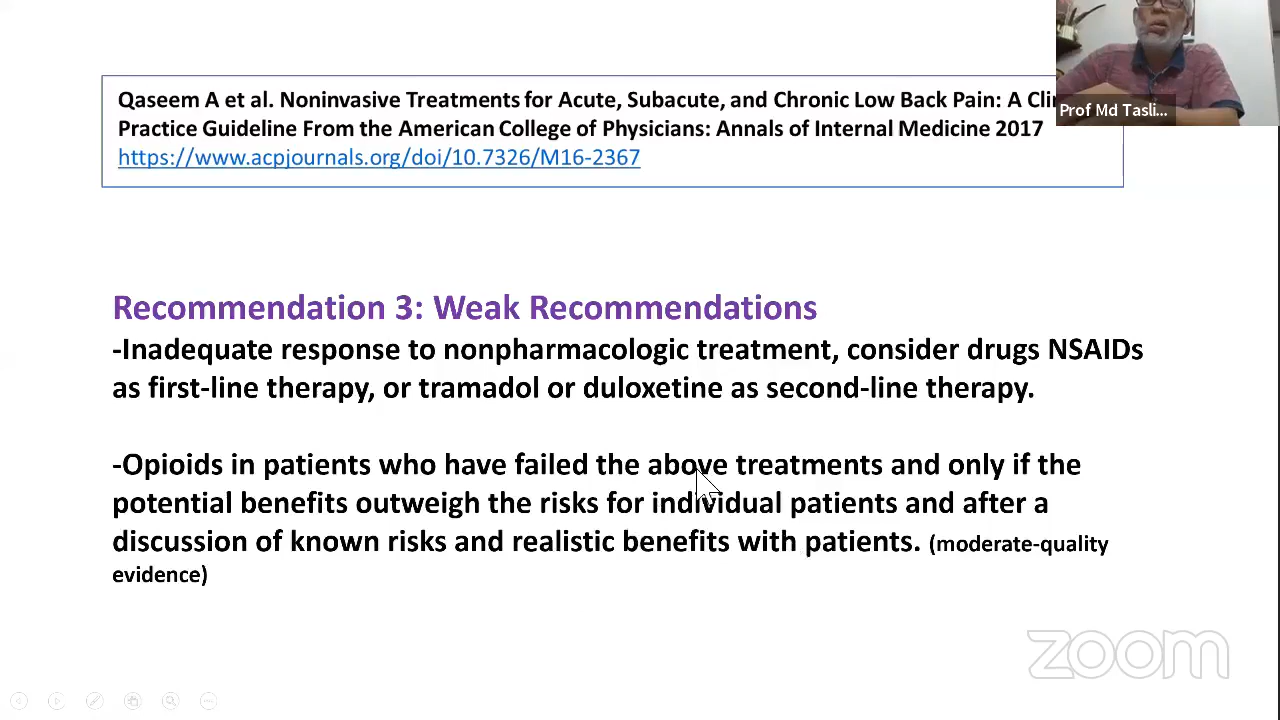 Qaseem A et al. Noninvasive Treatments for Acute, Subacute, and Chronic Low Back Pain: A
Practice Guideline From the American College of Physicians: Annals of Internal Medicine 2017
https://www.acpjournals.org/doi/10.7326/M16-2367
Prof Md Tasli...
Recommendation 3: Weak Recommendations
-Inadequate response to nonpharmacologic treatment, consider drugs NSAIDs
as first-line therapy, or tramadol or duloxetine as second-line therapy.
-Opioids in patients who have failed the above treatments and only if the
potential benefits outweigh the risks for individual patients and after a
discussion of known risks and realistic benefits with patients. (moderate-quality
evidence)
zoom